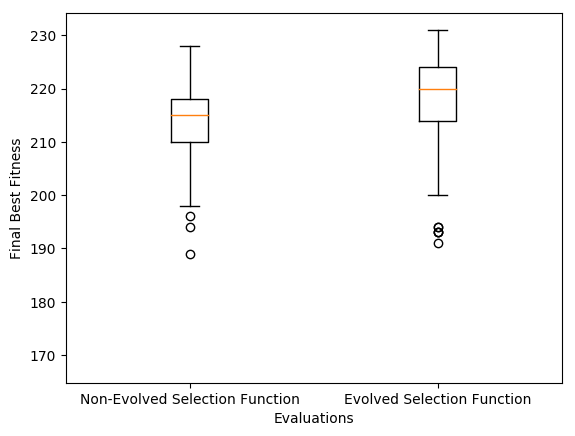 230
220
210
200
190
180
170
Final Best Fitness
Non-Evolved Selection Function
Evolved Selection Function
Evaluations